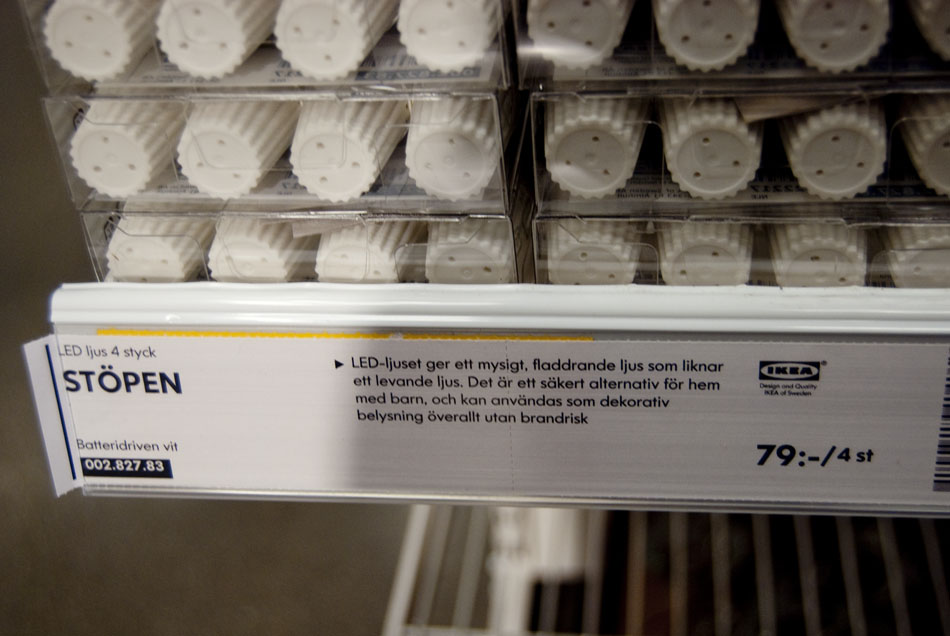 LED ljus 4 styck
STÖPEN
Batteridriven vit
002.827.83
► LED-ljuset ger ett mysigt, fladdrande ljus som liknar
ett levande ljus. Det är ett säkert alternativ för hem
med barn, och kan användas som dekorativ
belysning överallt utan brandrisk
IKEA®
Design and Quality
IKEA of Sweden
79:-/4 st